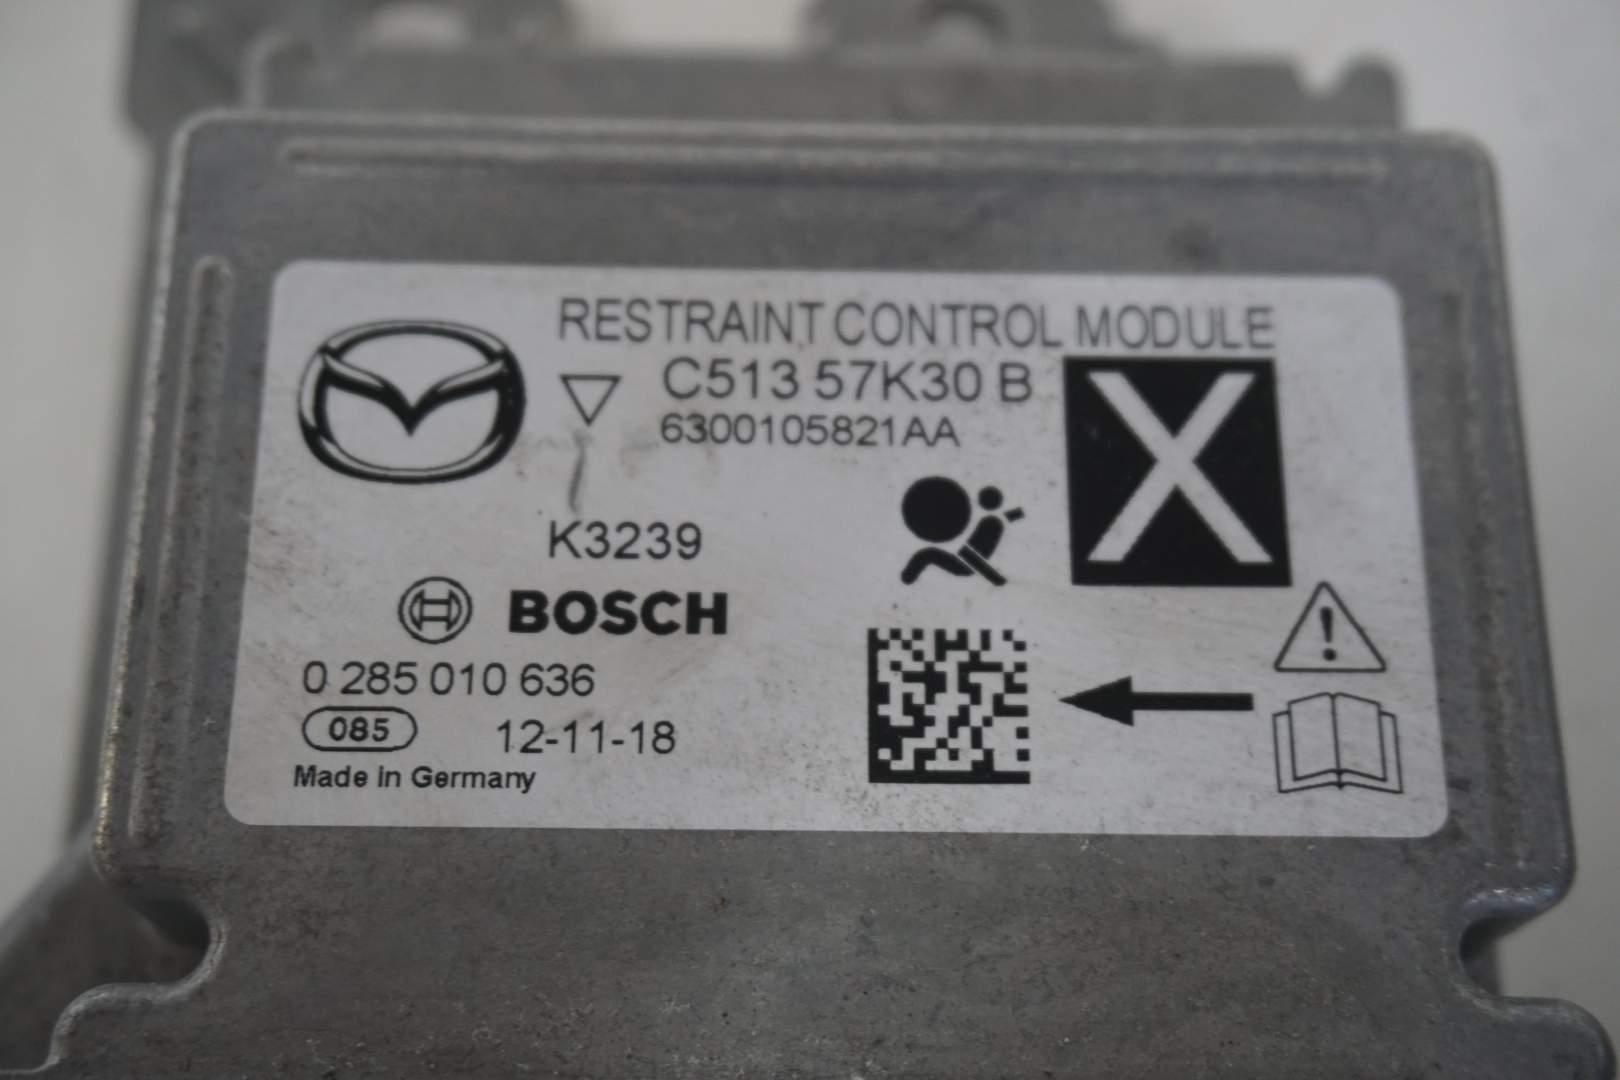 RESTRAINT CONTROL MODULE
C513 57K30 B
6300105821AA
X
K3239
BOSCH
0 285 010 636
085 12-11-18
Made in Germany